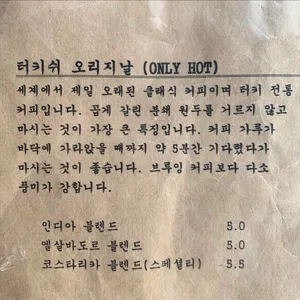 터키쉬 오리지날 (ONLY HOT)
세계에서 제일 오래된 클래식 커피이며 터키 전통
커피입니다. 곱게 갈린 분쇄 원두를 거르지 않고
마시는 것이 가장 큰 특징입니다. 커피 가루가
바닥에 가라앉을 때까지 약 5분간 기다렸다가
마시는 것이 좋습니다. 브루잉 커피보다 다소
풍미가 강합니다.
인디아 블렌드 5.0
엘살바도르 블렌드 5.0
코스타리카 블렌드(스페셜티) 5.5